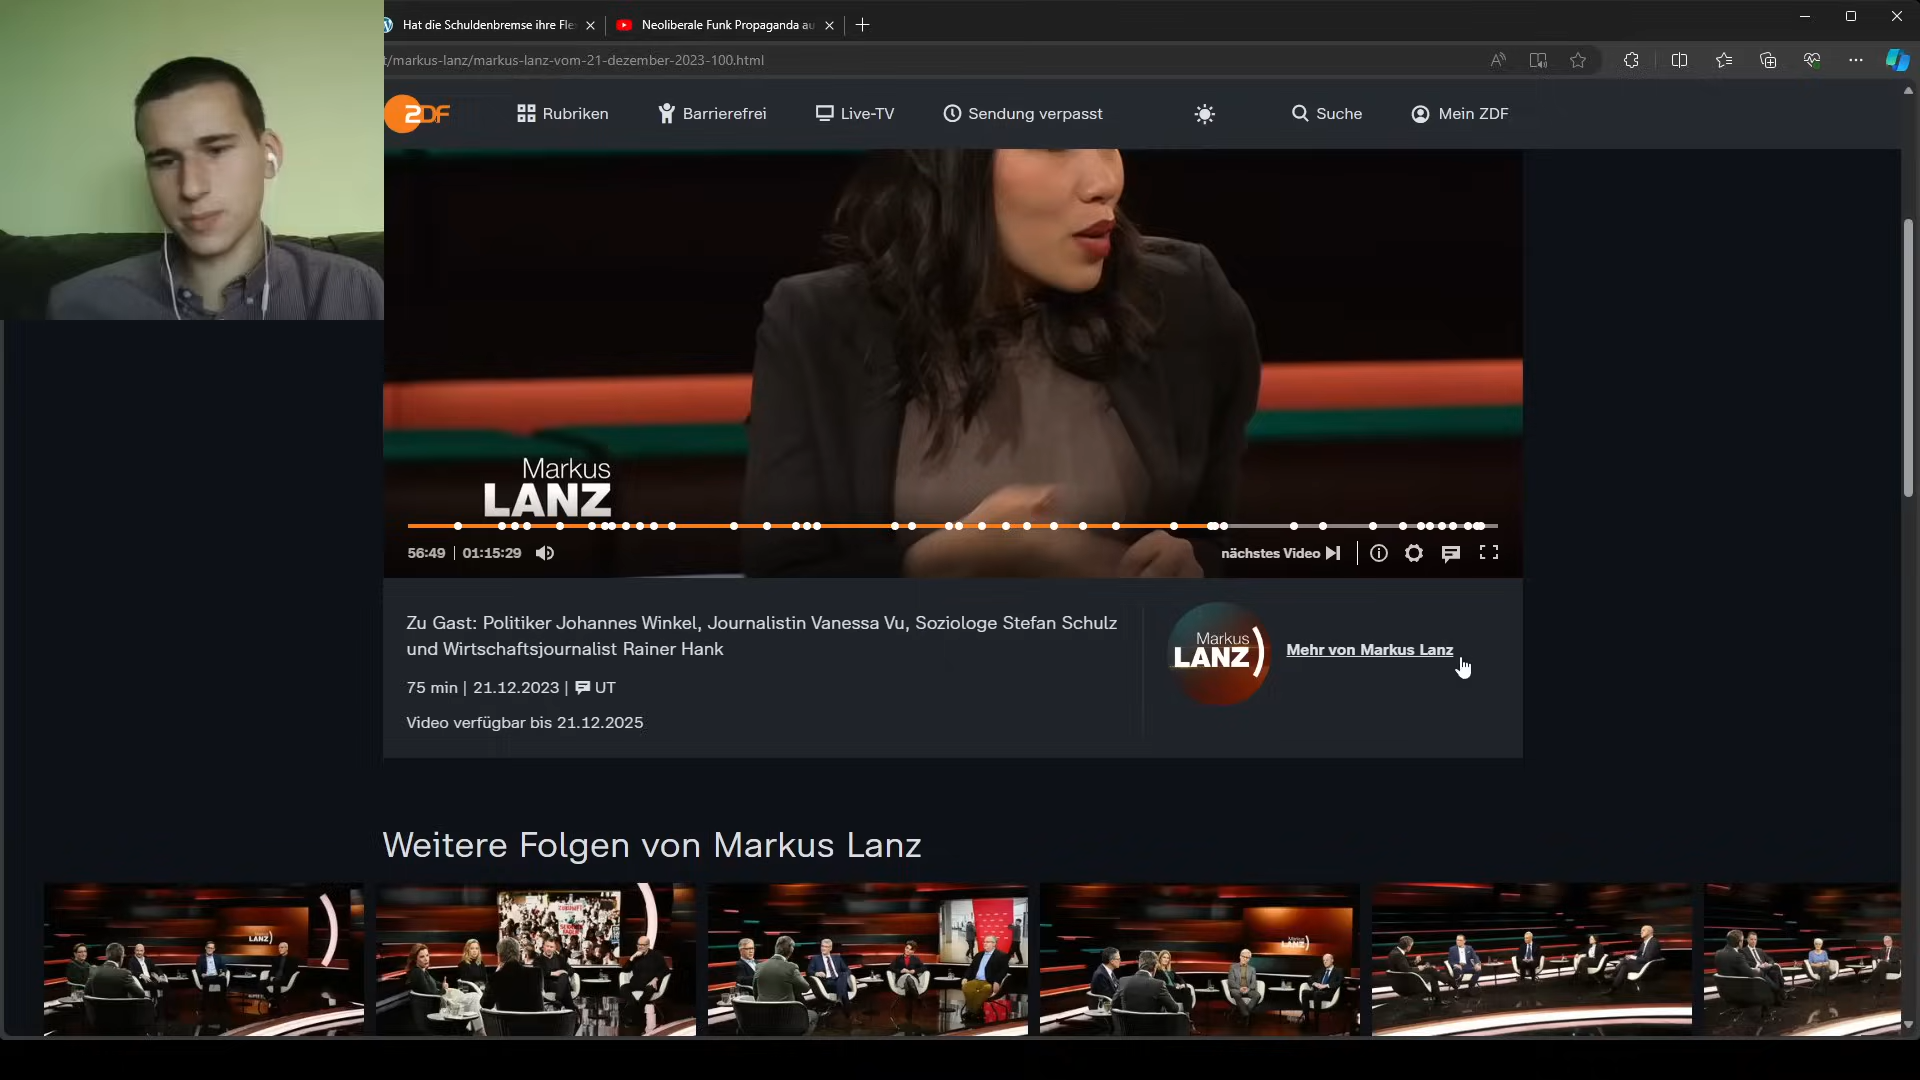 Hat die Schuldenbremse ihre Fle
Neoliberale Funk Propaganda au
t/markus-lanz/markus-lanz-vom-21-dezember-2023-100.html
ZDF
Rubriken
Barrierefrei
Live-TV
Sendung verpasst
Suche
Mein ZDF
Markus
LANZ
56:49 | 01:15:29
nächstes Video
Zu Gast: Politiker Johannes Winkel, Journalistin Vanessa Vu, Soziologe Stefan Schulz
und Wirtschaftsjournalist Rainer Hank
75 min | 21.12.2023 | UT
Video verfügbar bis 21.12.2025
Markus
LANZ
Mehr von Markus Lanz
Weitere Folgen von Markus Lanz
LANZ